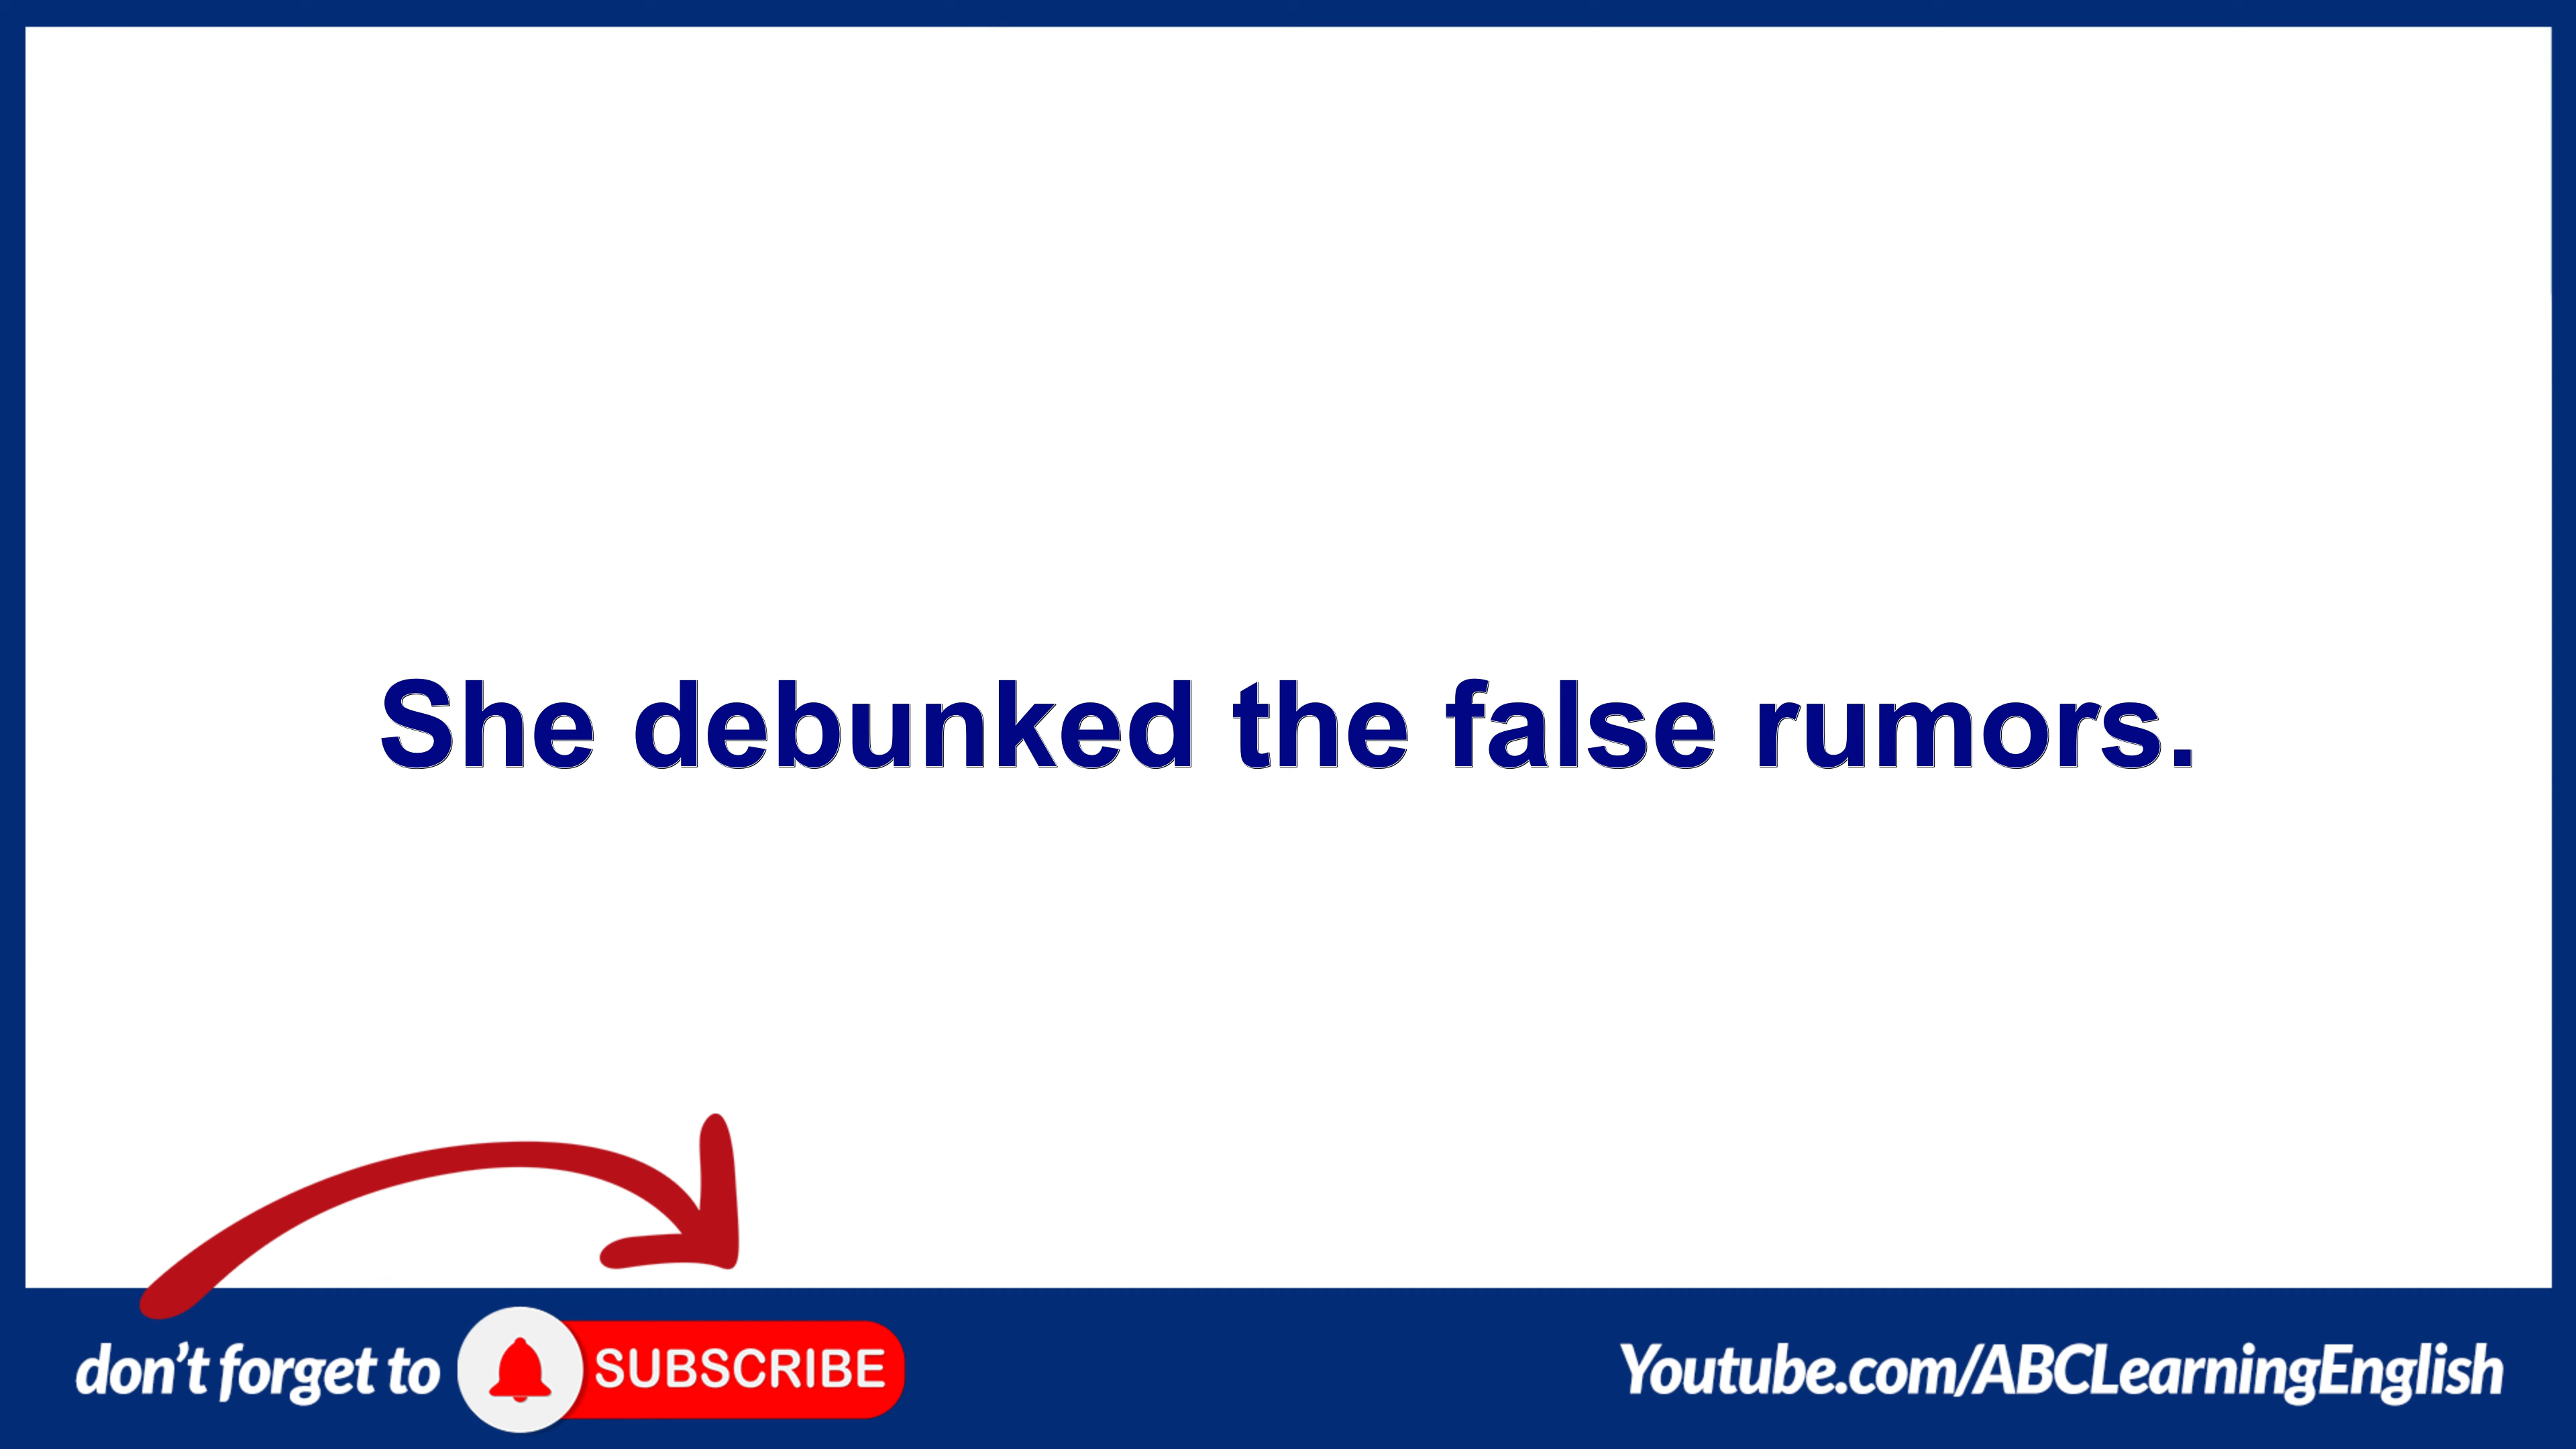 She debunked the false rumors.
don't forget to SUBSCRIBE
Youtube.com/ABCLearningEnglish